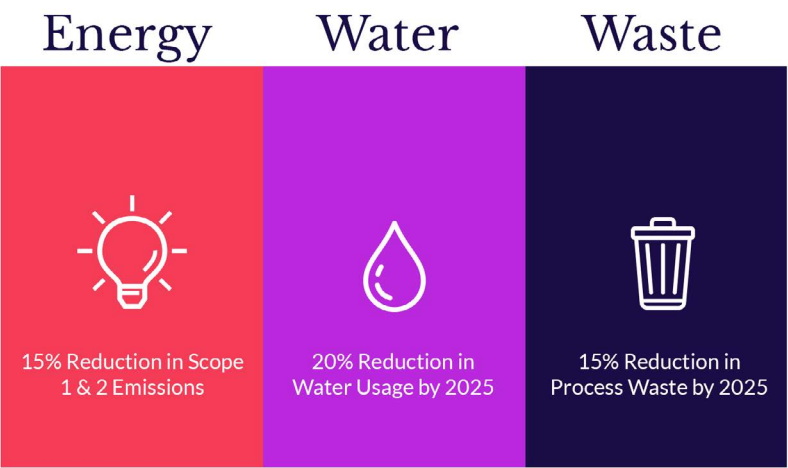 Energy
Water
Waste
15% Reduction in Scope
1 & 2 Emissions
20% Reduction in
Water Usage by 2025
15% Reduction in
Process Waste by 2025